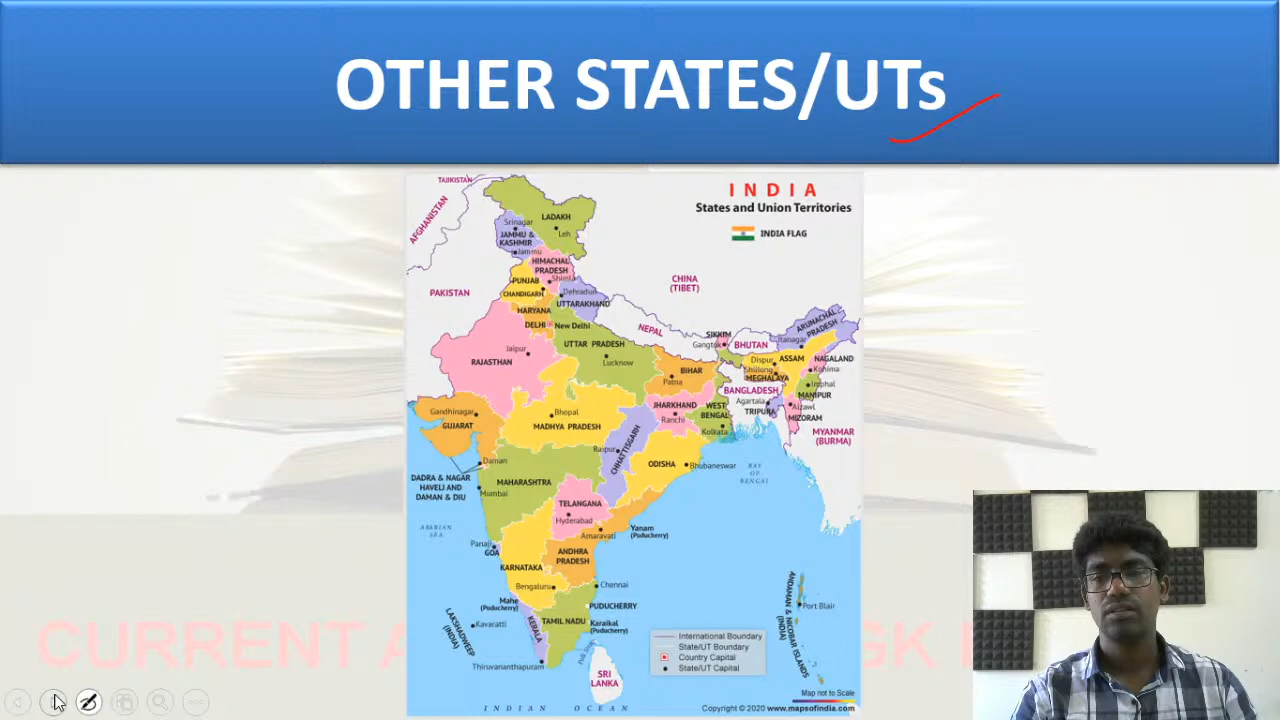 OTHER STATES/UTs
TAJIKISTAN
AFGHANISTAN
INDIA
States and Union Territories
INDIA FLAG
LADAKH
Leh
Srinagar
JAMMU &
KASHMIR
Jammu
HIMACHAL
PRADESH
Shimla
PUNJAB
CHANDIGARH
Dehradun
UTTARAKHAND
HARYANA
DELHI
New Delhi
PAKISTAN
CHINA
(TIBET)
NEPAL
RAJASTHAN
Jaipur
UTTAR PRADESH
Lucknow
BIHAR
Patna
SIKKIM
Gangtok
BHUTAN
ARUNACHAL
PRADESH
Itanagar
Dispur
ASSAM
NAGALAND
Kohima
Shillong
MEGHALAYA
Imphal
MANIPUR
BANGLADESH
Agartala
TRIPURA
Aizawl
MIZORAM
MYANMAR
(BURMA)
Gandhinagar
GUJARAT
Bhopal
MADHYA PRADESH
JHARKHAND
Ranchi
WEST
BENGAL
Kolkata
CHHATTISGARH
Raipur
ODISHA
Bhubaneswar
BAY
OF
BENGAL
Daman
DADRA & NAGAR
HAVELI AND
DAMAN & DIU
Mumbai
MAHARASHTRA
TELANGANA
Hyderabad
Amaravati
Yanam
(Puducherry)
ARABIAN
SEA
Panaji
GOA
KARNATAKA
Bengaluru
ANDHRA
PRADESH
Chennai
Mahe
(Puducherry)
PUDUCHERRY
TAMIL NADU
Karaikal
(Puducherry)
KERALA
LAKSHADWEEP
(INDIA)
Kavaratti
Thiruvananthapuram
SRI
LANKA
ANDAMAN & NICOBAR ISLANDS
(INDIA)
Port Blair
International Boundary
State/UT Boundary
Country Capital
State/UT Capital
Map not to Scale
INDIAN OCEAN
Copyright © 2020 www.mapsofindia.com